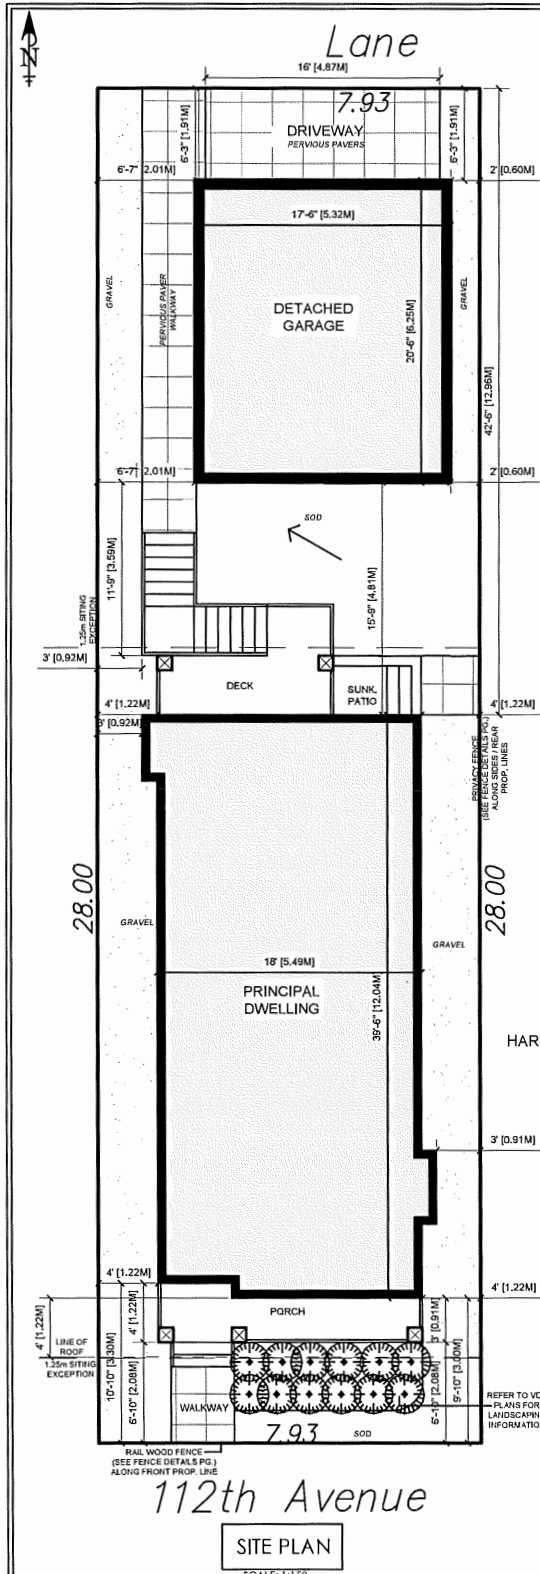 N
Lane
16' [4.87M]
7.93
DRIVEWAY
PERVIOUS PAVERS
6'-3" [1.91M]
6'-3" [1.91M]
6'-7" 2.01M]
2' [0.60M]
17'-6" [5.32M]
GRAVEL
PERVIOUS PAVER
WALKWAY
DETACHED
GARAGE
20'-6" [6.25M]
GRAVEL
42'-6" [12.96M]
6'-7" 2.01M]
2' [0.60M]
SOD
11'-9" [3.59M]
15'-9" [4.81M]
1.25m SITING
EXCEPTION
3' [0.92M]
DECK
SUNK.
PATIO
4' [1.22M]
4' [1.22M]
3' [0.92M]
PRIVACY FENCE
(SEE FENCE DETAILS PG.)
ALONG SIDES / REAR
PROP. LINES
28.00
28.00
GRAVEL
GRAVEL
18' [5.49M]
PRINCIPAL
DWELLING
39'-6" [12.04M]
HAR
3' [0.91M]
4' [1.22M]
4' [1.22M]
PORCH
4' [1.22M]
4' [1.22M]
3' [0.91M]
LINE OF
ROOF
1.25m SITING
EXCEPTION
10'-10" [3.30M]
6'-10" [2.08M]
6'-10" [2.08M]
9'-10" [3.00M]
REFER TO VD
PLANS FOR
LANDSCAPIN
INFORMATIO
WALKWAY
7.93
SOD
RAIL WOOD FENCE
(SEE FENCE DETAILS PG.)
ALONG FRONT PROP. LINE
112th Avenue
SITE PLAN